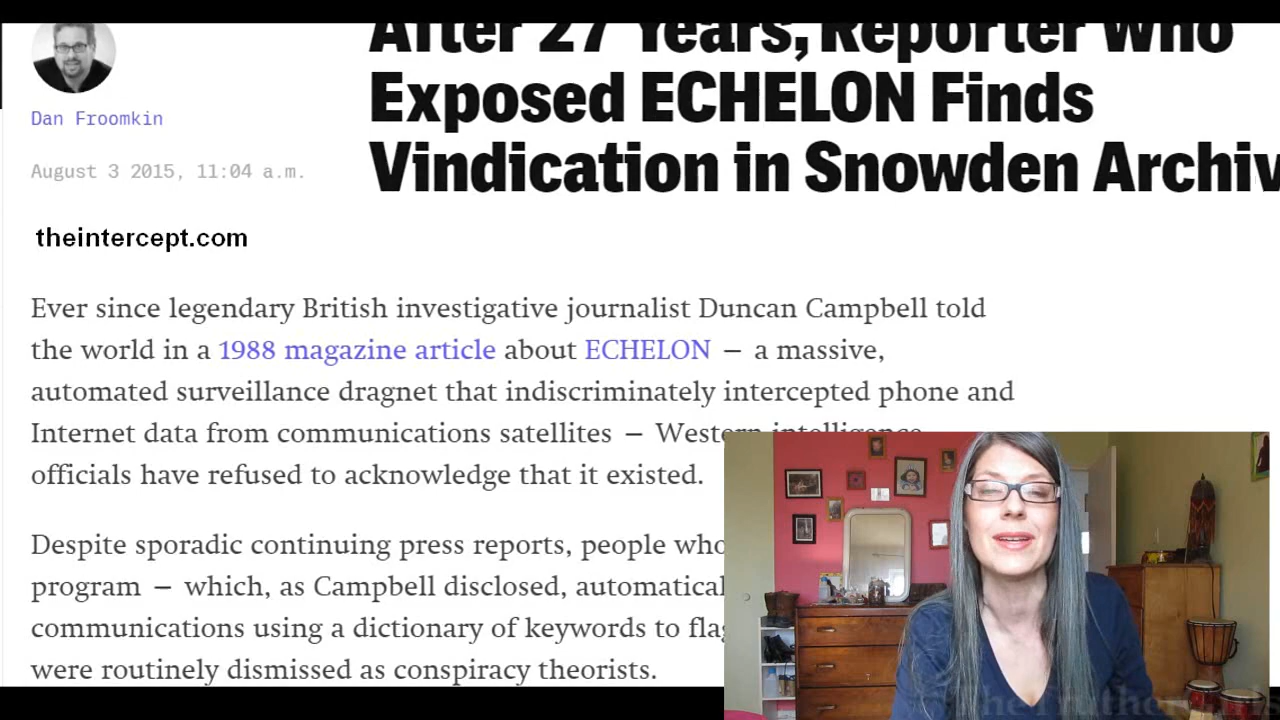 After 27 Years, Reporter Who
Exposed ECHELON Finds
Vindication in Snowden Archiv
Dan Froomkin
August 3 2015, 11:04 a.m.
theintercept.com
Ever since legendary British investigative journalist Duncan Campbell told
the world in a 1988 magazine article about ECHELON — a massive,
automated surveillance dragnet that indiscriminately intercepted phone and
Internet data from communications satellites — Western intelligence
officials have refused to acknowledge that it existed.
Despite sporadic continuing press reports, people who
program — which, as Campbell disclosed, automatical
communications using a dictionary of keywords to flag
were routinely dismissed as conspiracy theorists.